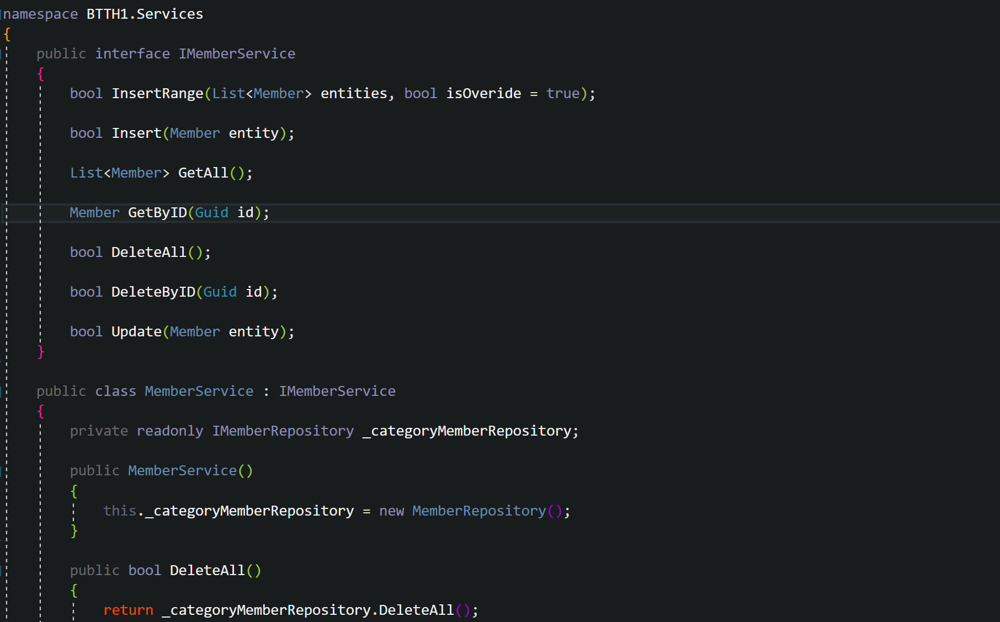 namespace BTTH1.Services
{
    public interface IMemberService
    {
        bool InsertRange(List<Member> entities, bool isOveride = true);
        bool Insert(Member entity);
        List<Member> GetAll();
        Member GetByID(Guid id);
        bool DeleteAll();
        bool DeleteByID(Guid id);
        bool Update(Member entity);
    }
    public class MemberService : IMemberService
    {
        private readonly IMemberRepository _categoryMemberRepository;
        public MemberService()
        {
            this._categoryMemberRepository = new MemberRepository();
        }
        public bool DeleteAll()
        {
            return _categoryMemberRepository.DeleteAll();